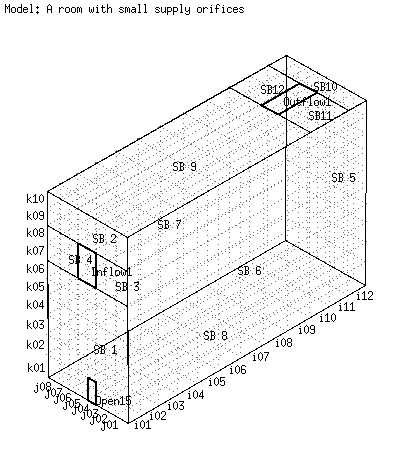 Model: A room with small supply orifices
SB12
SB10
Outflow1
SB11
SB 9
SB 5
k10
k09
k08
k07
k06
k05
k04
k03
k02
k01
SB 7
SB 2
SB 4
Inflow1
SB 3
SB 6
SB 8
SB 1
Open15
j08
j07
j06
j05
j04
j03
j02
j01
i01
i02
i03
i04
i05
i06
i07
i08
i09
i10
i11
i12